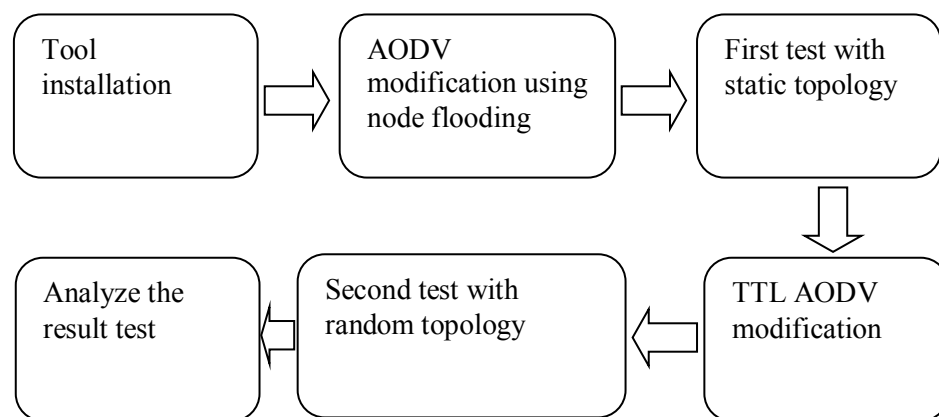 Tool
installation
AODV
modification using
node flooding
First test with
static topology
TTL AODV
modification
Second test with
random topology
Analyze the
result test